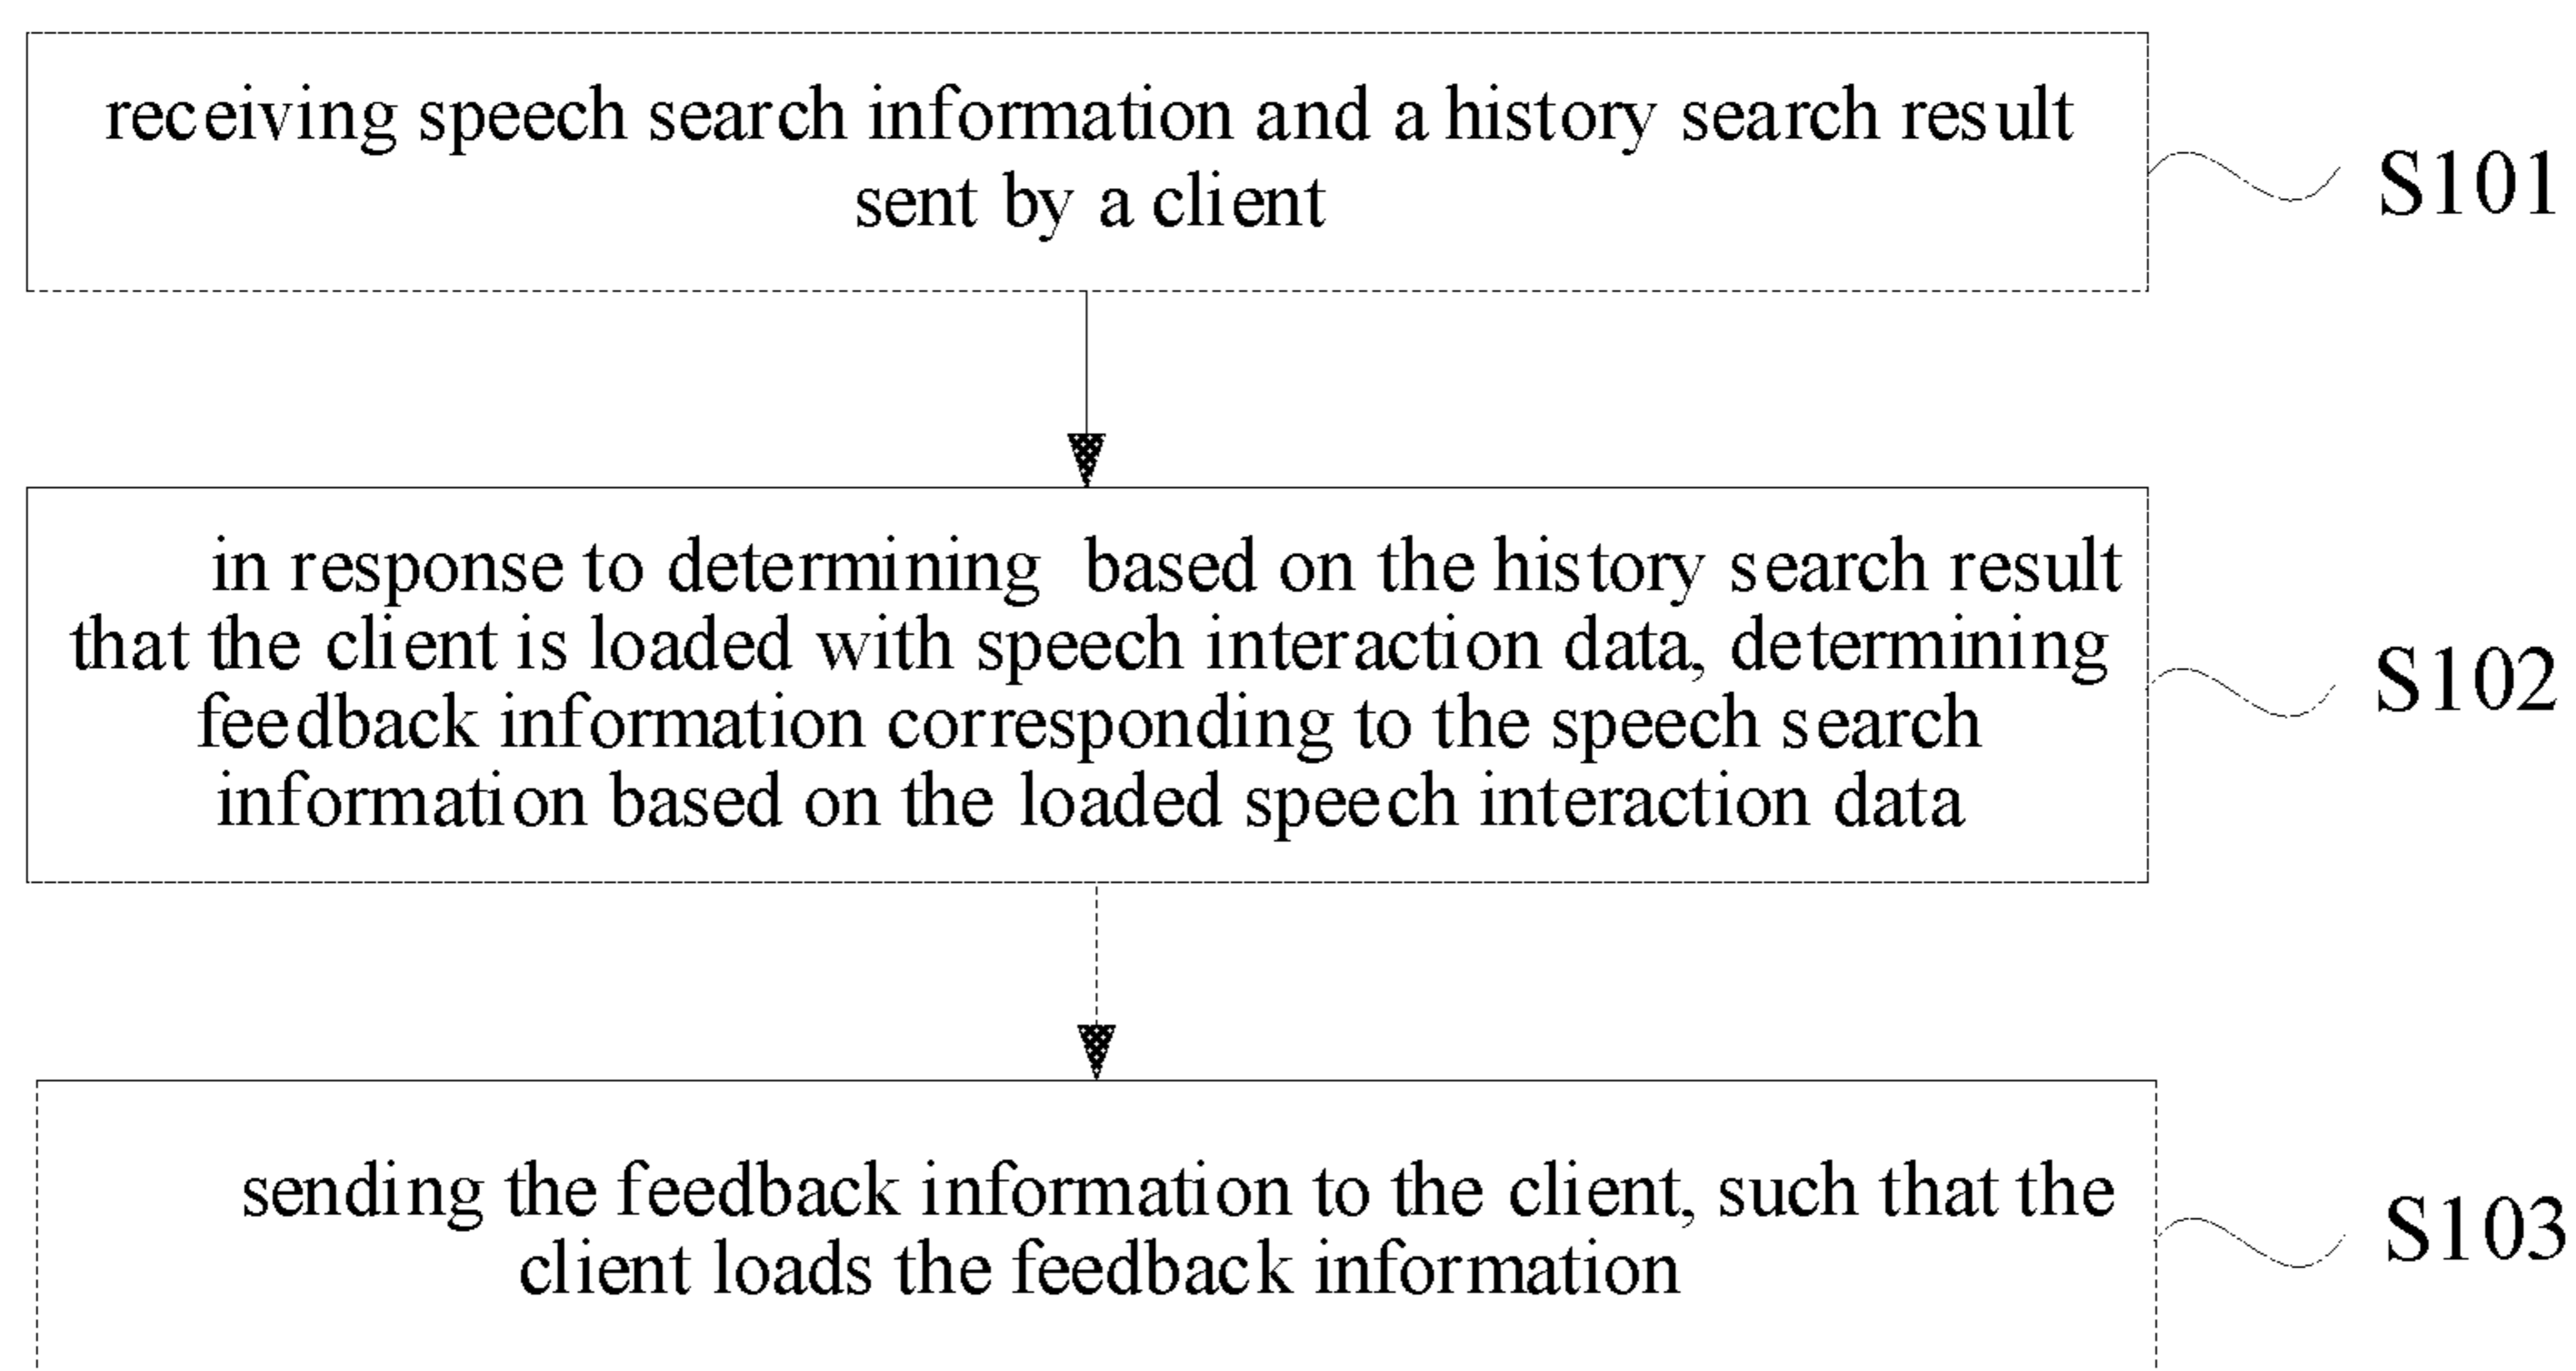 receiving speech search information and a history search result
sent by a client
S101
in response to determining based on the history search result
that the client is loaded with speech interaction data, determining
feedback information corresponding to the speech search
information based on the loaded speech interaction data
S102
sending the feedback information to the client, such that the
client loads the feedback information
S103